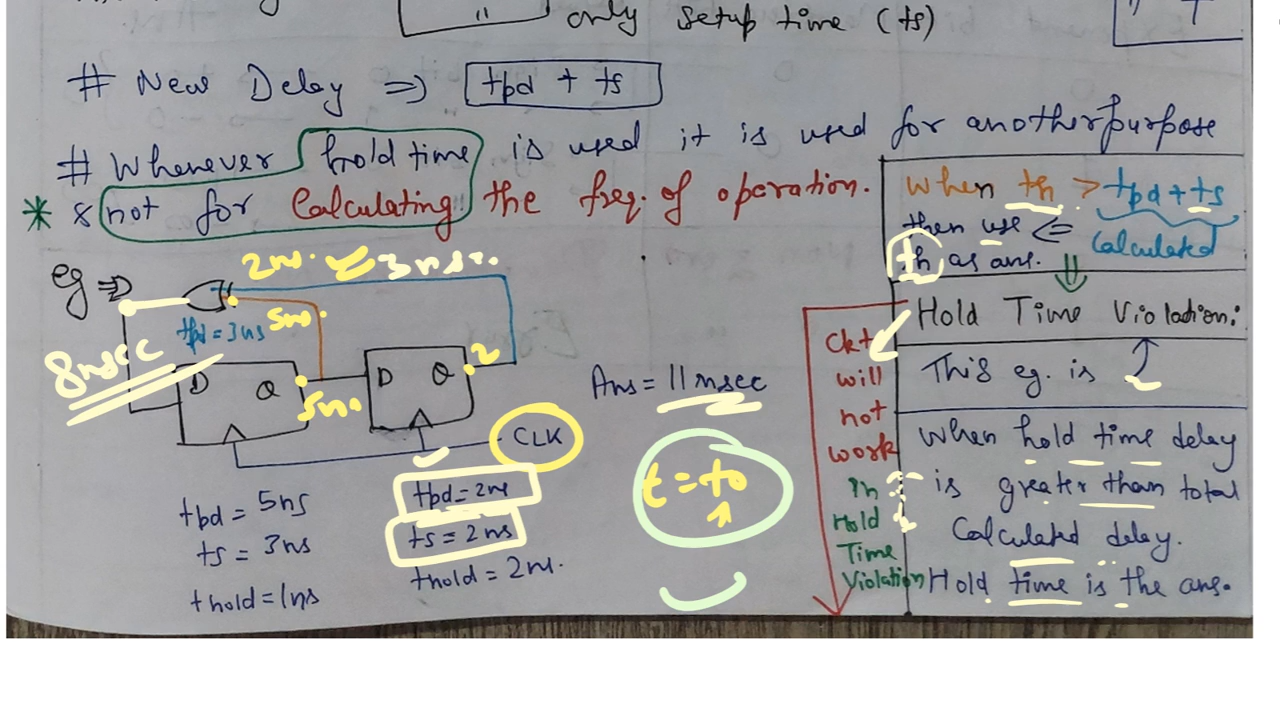 only setup time (ts)
# New Delay ⇒ tpd + ts
# Whenever hold time is used it is used for another purpose
* & not for Calculating the freq. of operation.
When th > tpd + ts
then use ⇐ Calculated
th as ans.
Hold Time Violation:
This eg. is
When hold time delay
is greater than total
Calculated delay.
Hold time is the ans.
Ckt
will
not
work
in
Hold
Time
Violation
eg ⇒
2ns. 3nsec.
tpd = 3ns 5ns.
8nsec
D Q
5ns
D Q
2
CLK
Ans = 11nsec
t = to
tpd = 5ns
ts = 3ns
thold = 1ns
tpd = 2ns
ts = 2ns
thold = 2ns.